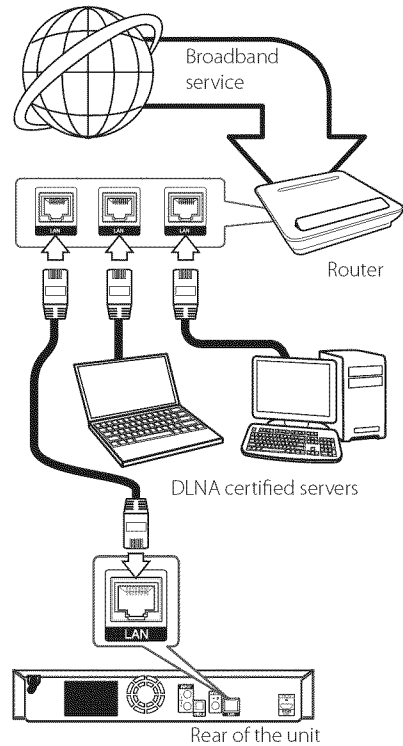 Broadband
service
LAN
LAN
LAN
Router
DLNA certified servers
LAN
Rear of the unit